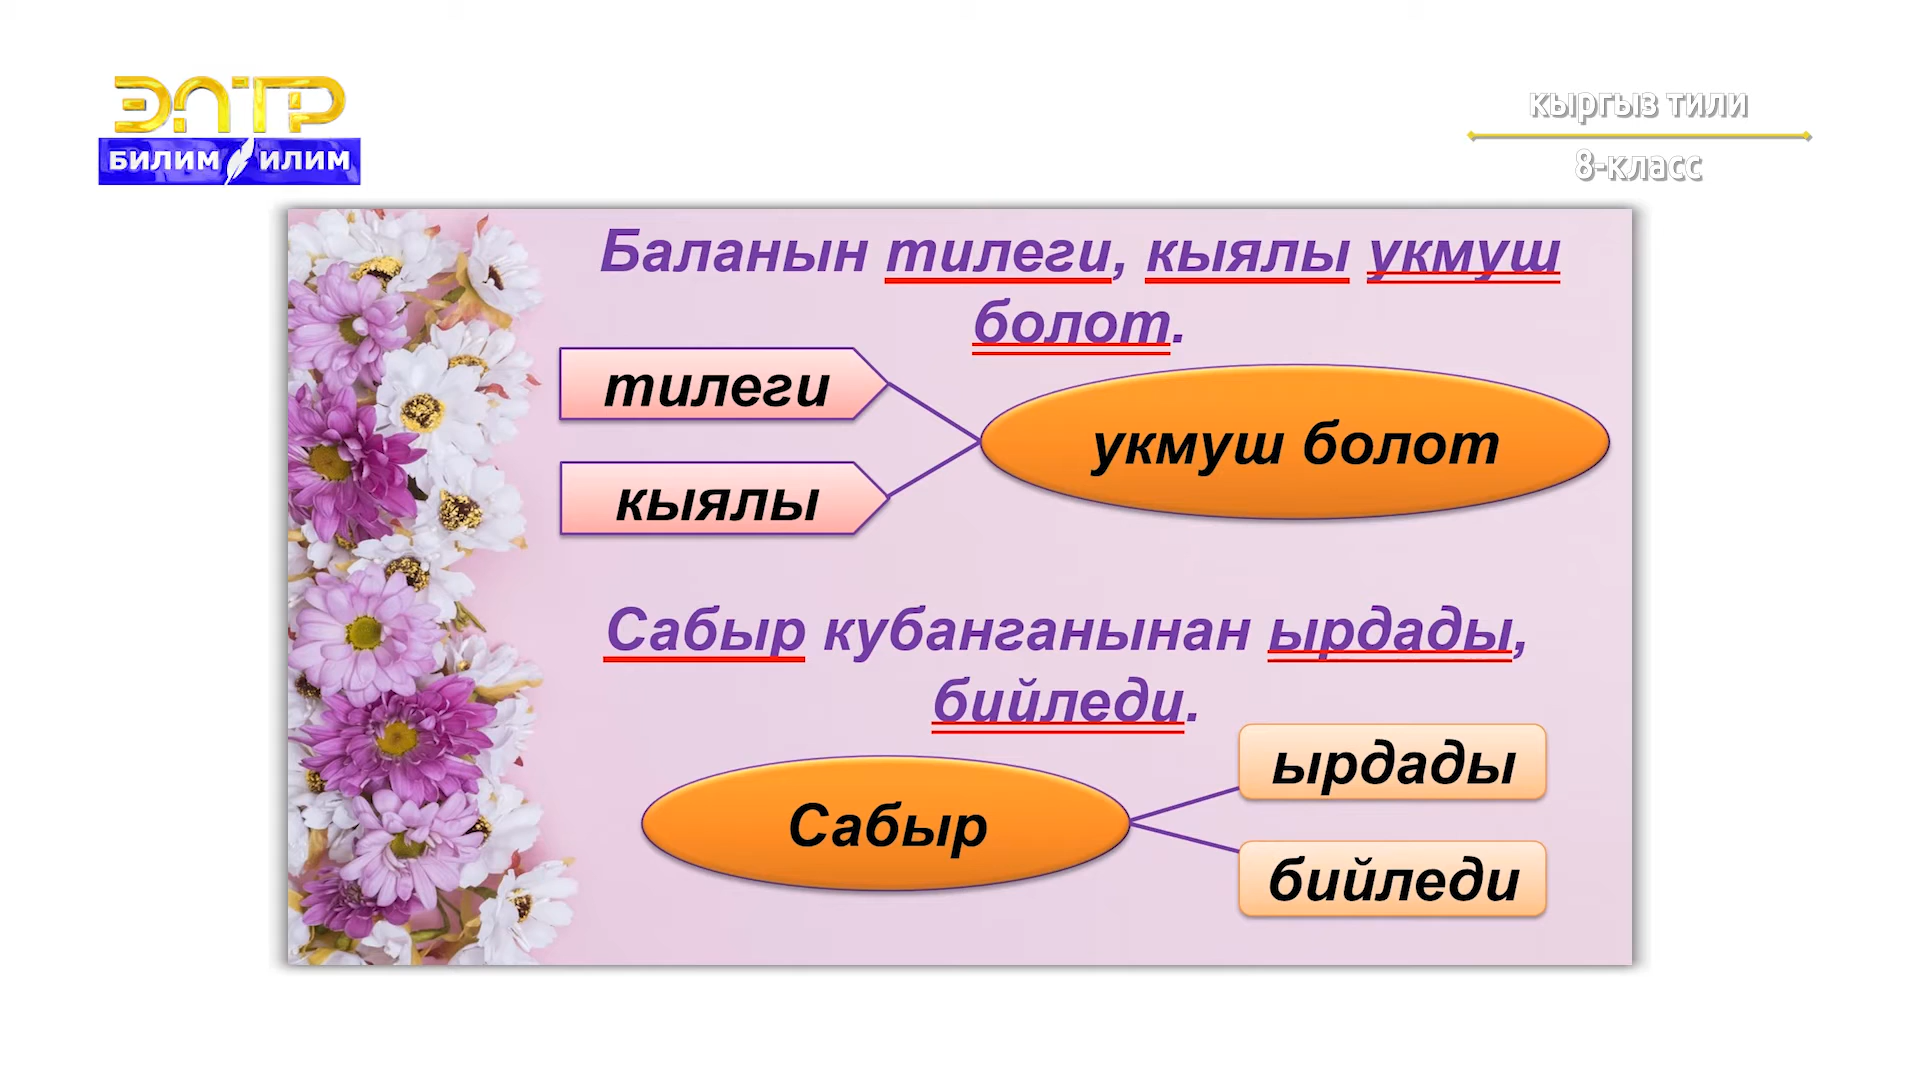 ЭЛТР
БИЛИМ ИЛИМ
кыргыз тили
8-класс
Баланын тилеги, кыялы укмуш
болот.
тилеги
укмуш болот
кыялы
Сабыр кубанганынан ырдады,
бийледи.
ырдады
Сабыр
бийледи